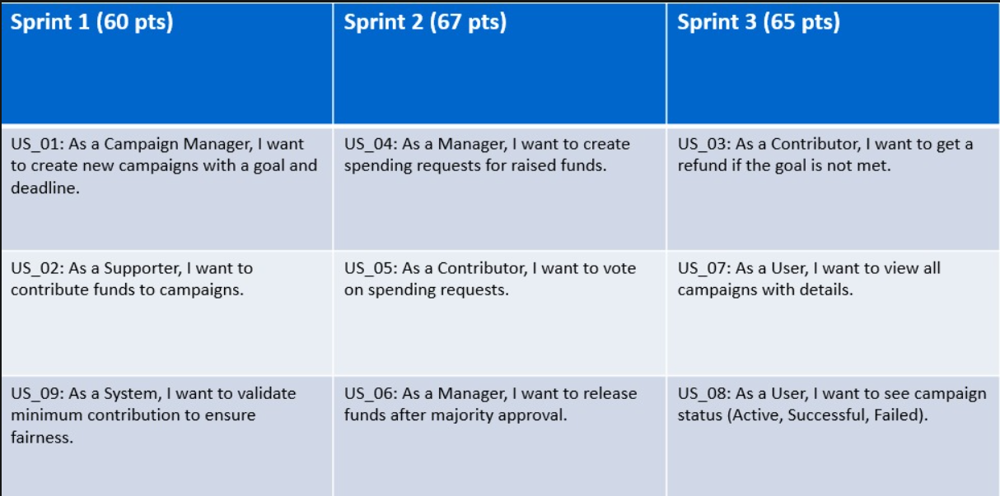 Sprint 1 (60 pts)
Sprint 2 (67 pts)
Sprint 3 (65 pts)
US_01: As a Campaign Manager, I want
to create new campaigns with a goal and
deadline.
US_04: As a Manager, I want to create
spending requests for raised funds.
US_03: As a Contributor, I want to get a
refund if the goal is not met.
US_02: As a Supporter, I want to
contribute funds to campaigns.
US_05: As a Contributor, I want to vote
on spending requests.
US_07: As a User, I want to view all
campaigns with details.
US_09: As a System, I want to validate
minimum contribution to ensure
fairness.
US_06: As a Manager, I want to release
funds after majority approval.
US_08: As a User, I want to see campaign
status (Active, Successful, Failed).